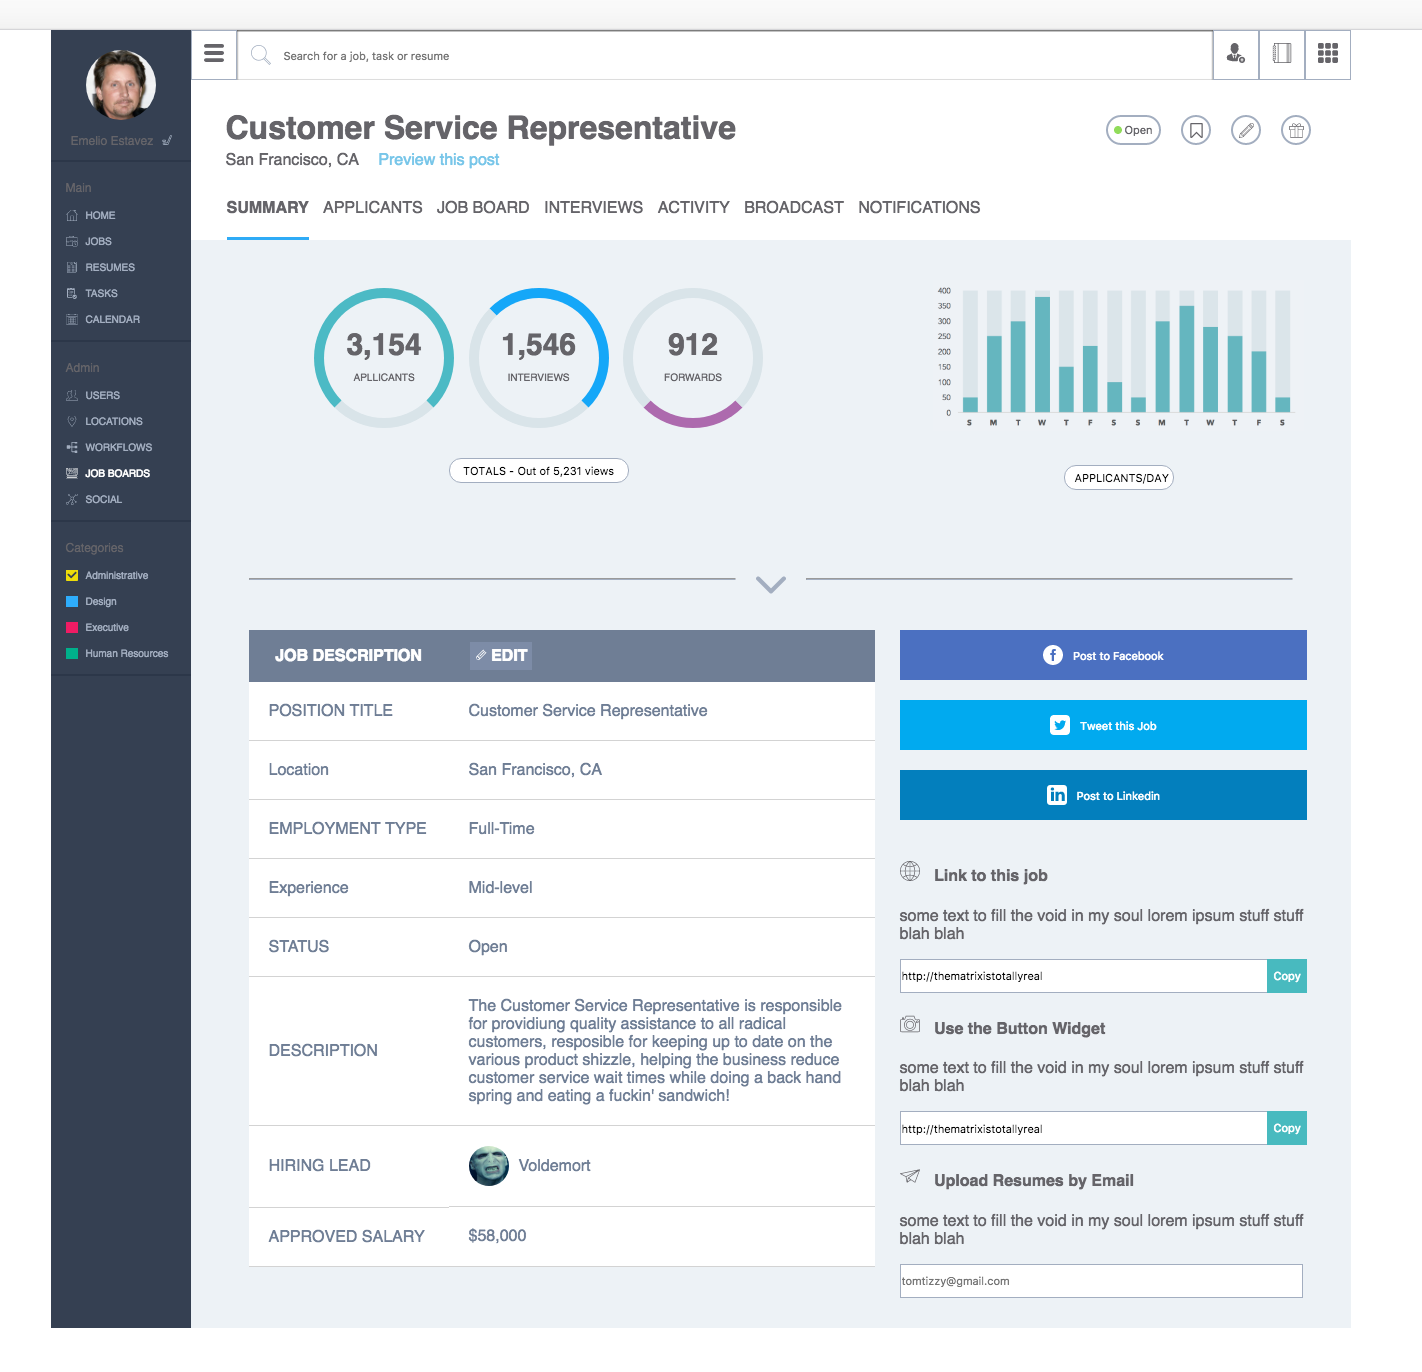 Emelio Estavez
Main
HOME
JOBS
RESUMES
TASKS
CALENDAR
Admin
USERS
LOCATIONS
WORKFLOWS
JOB BOARDS
SOCIAL
Categories
Administrative
Design
Executive
Human Resources
Search for a job, task or resume
Customer Service Representative
San Francisco, CA Preview this post
Open
SUMMARY APPLICANTS JOB BOARD INTERVIEWS ACTIVITY BROADCAST NOTIFICATIONS
3,154
APLLICANTS
1,546
INTERVIEWS
912
FORWARDS
TOTALS - Out of 5,231 views
400
350
300
250
200
150
100
50
0
S M T W T F S S M T W T F S
APPLICANTS/DAY
JOB DESCRIPTION EDIT
POSITION TITLE Customer Service Representative
Location San Francisco, CA
EMPLOYMENT TYPE Full-Time
Experience Mid-level
STATUS Open
DESCRIPTION
The Customer Service Representative is responsible
for providiung quality assistance to all radical
customers, resposible for keeping up to date on the
various product shizzle, helping the business reduce
customer service wait times while doing a back hand
spring and eating a fuckin' sandwich!
HIRING LEAD Voldemort
APPROVED SALARY $58,000
Post to Facebook
Tweet this Job
Post to Linkedin
Link to this job
some text to fill the void in my soul lorem ipsum stuff stuff
blah blah
http://thematrixistotallyreal Copy
Use the Button Widget
some text to fill the void in my soul lorem ipsum stuff stuff
blah blah
http://thematrixistotallyreal Copy
Upload Resumes by Email
some text to fill the void in my soul lorem ipsum stuff stuff
blah blah
tomtizzy@gmail.com